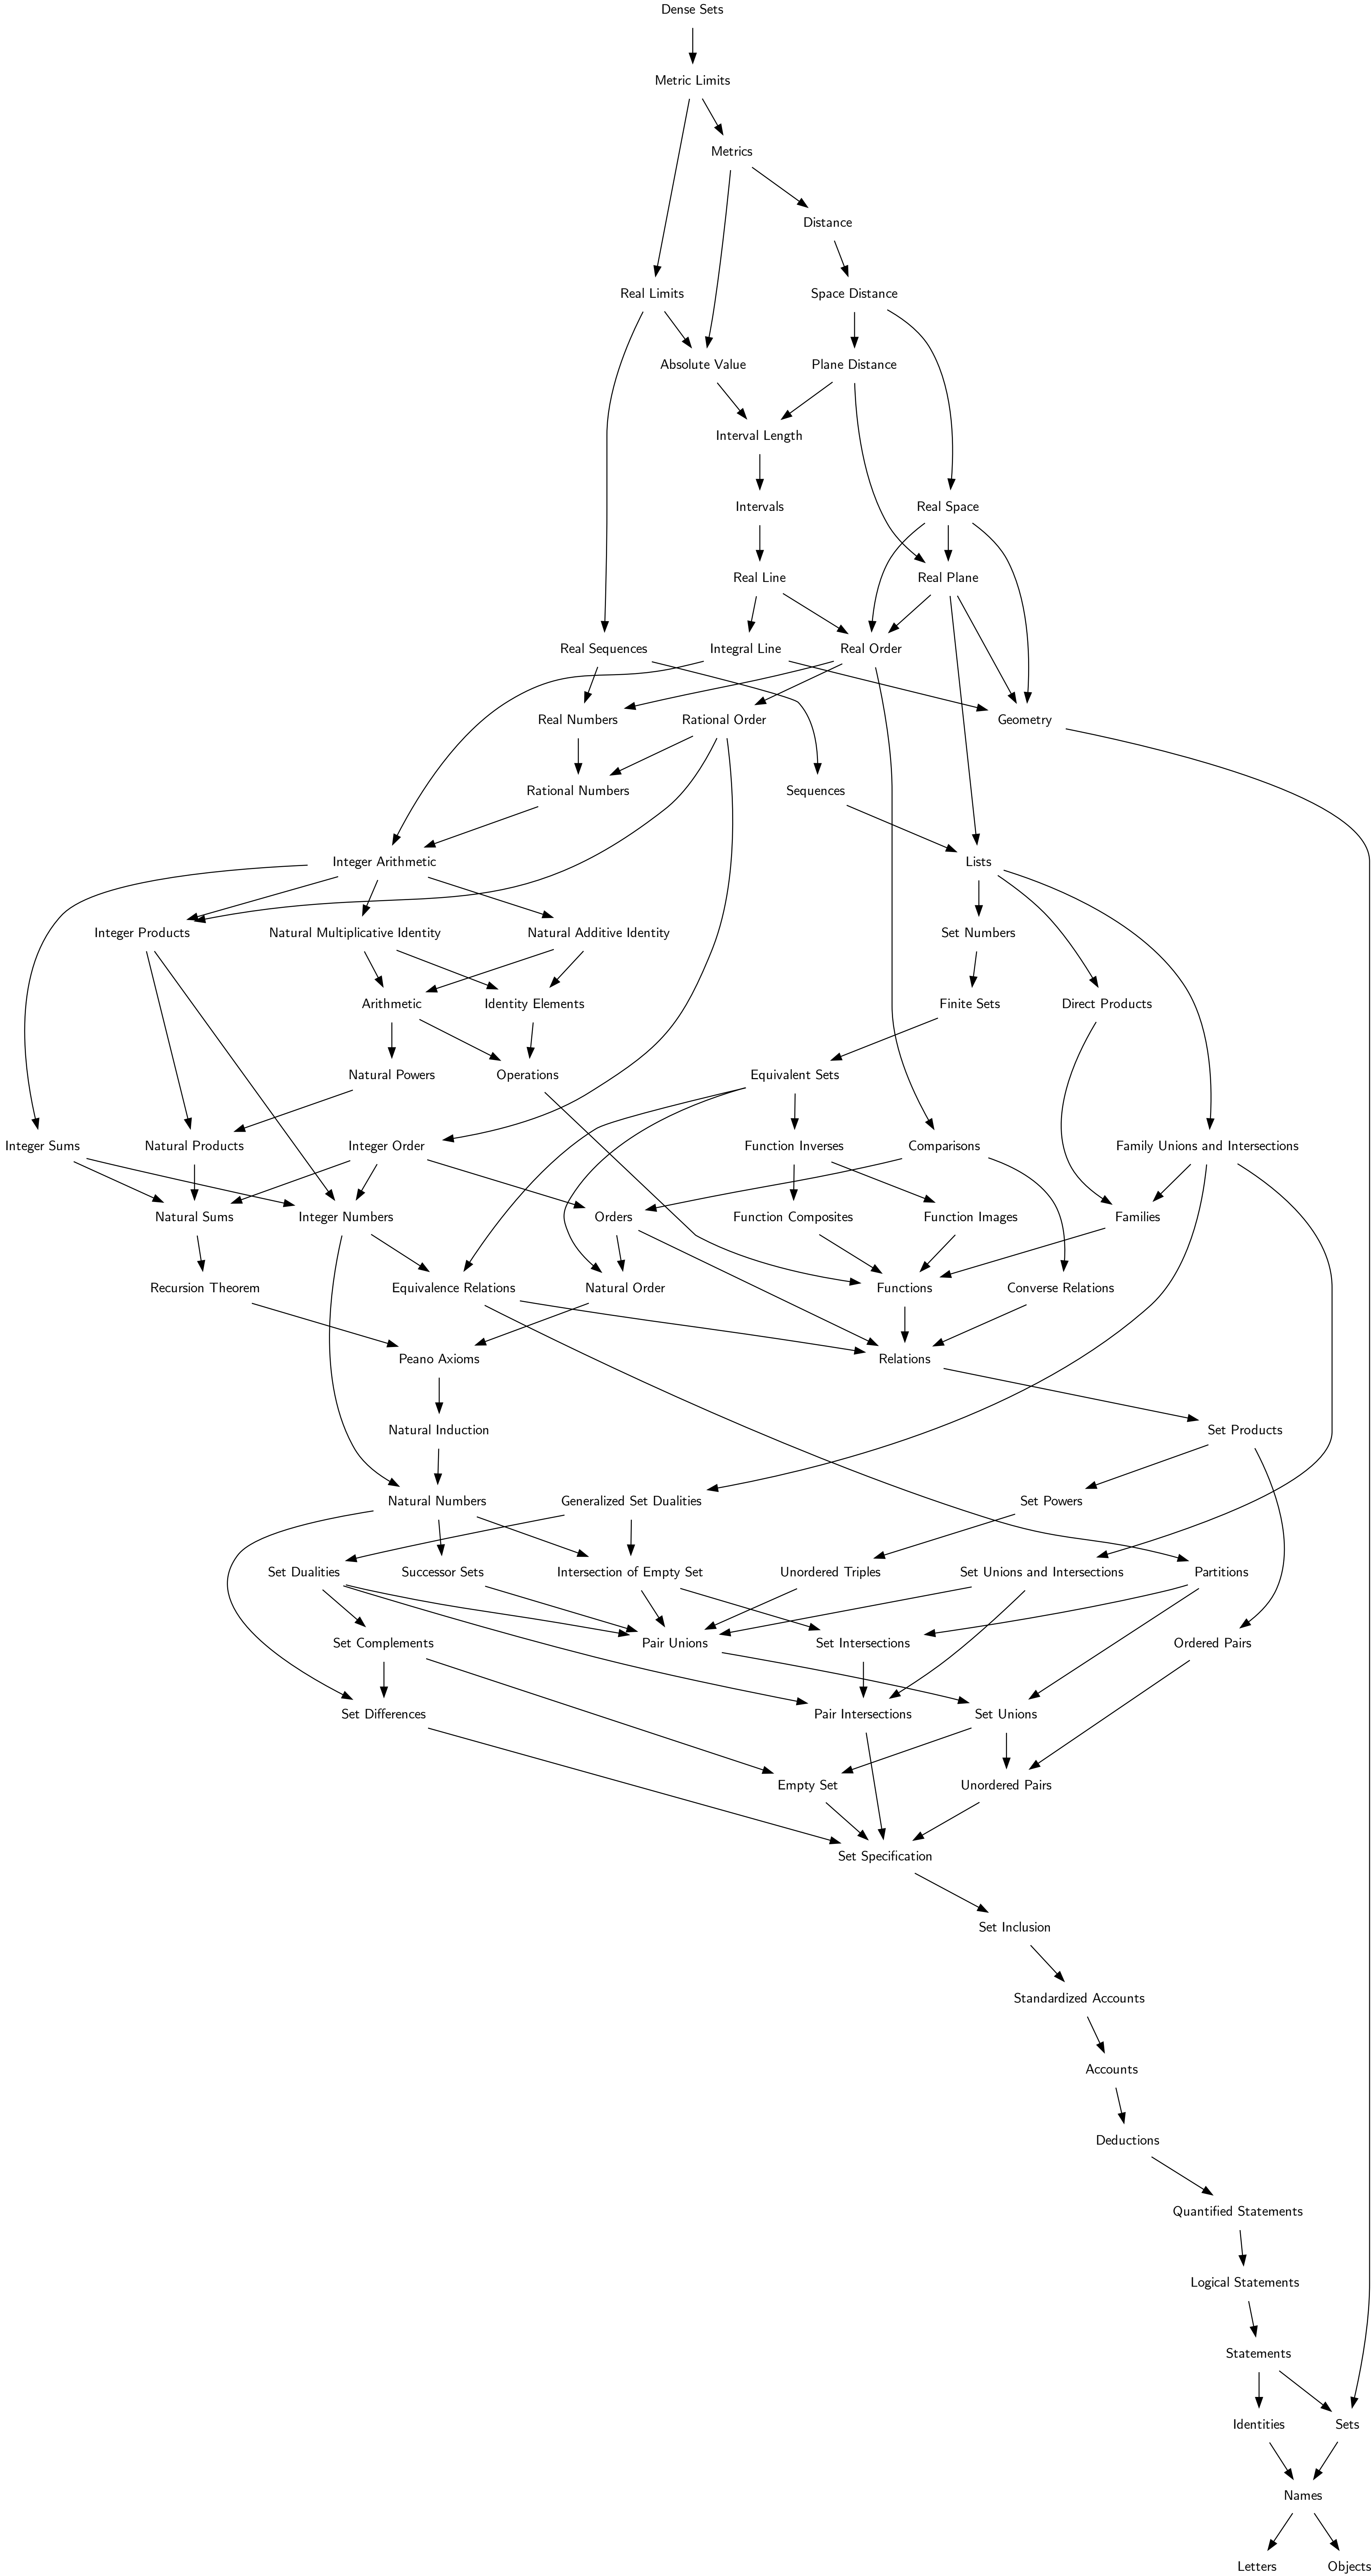 Dense Sets
Metric Limits
Metrics
Distance
Real Limits
Space Distance
Absolute Value
Plane Distance
Interval Length
Intervals
Real Space
Real Line
Real Plane
Real Sequences
Integral Line
Real Order
Real Numbers
Rational Order
Geometry
Rational Numbers
Sequences
Integer Arithmetic
Lists
Integer Products
Natural Multiplicative Identity
Natural Additive Identity
Set Numbers
Arithmetic
Identity Elements
Finite Sets
Direct Products
Natural Powers
Operations
Equivalent Sets
Integer Sums
Natural Products
Integer Order
Function Inverses
Comparisons
Family Unions and Intersections
Natural Sums
Integer Numbers
Orders
Function Composites
Function Images
Families
Recursion Theorem
Equivalence Relations
Natural Order
Functions
Converse Relations
Peano Axioms
Relations
Natural Induction
Set Products
Natural Numbers
Generalized Set Dualities
Set Powers
Set Dualities
Successor Sets
Intersection of Empty Set
Unordered Triples
Set Unions and Intersections
Partitions
Set Complements
Pair Unions
Set Intersections
Ordered Pairs
Set Differences
Pair Intersections
Set Unions
Empty Set
Unordered Pairs
Set Specification
Set Inclusion
Standardized Accounts
Accounts
Deductions
Quantified Statements
Logical Statements
Statements
Identities
Sets
Names
Letters
Objects